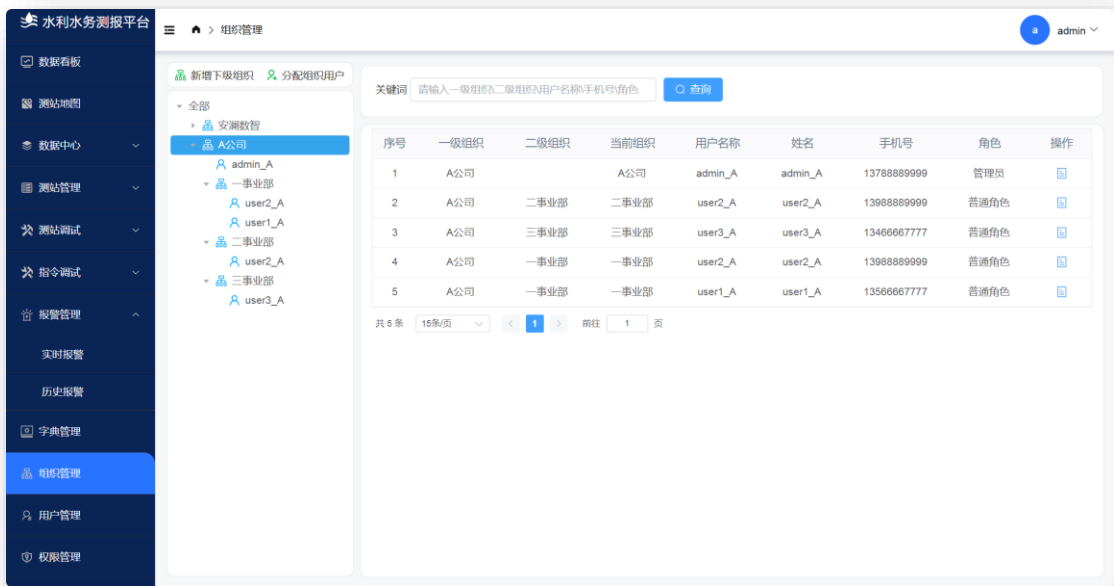 水利水务测报平台
组织管理
a admin
数据看板
测站地图
数据中心
测站管理
测站调试
指令调试
报警管理
实时报警
历史报警
字典管理
组织管理
用户管理
权限管理
新增下级组织 分配组织用户
全部
安澜数智
A公司
admin_A
一事业部
user2_A
user1_A
二事业部
user2_A
三事业部
user3_A
关键词 请输入一级组织\二级组织\用户名称\手机号\角色 查询
序号 一级组织 二级组织 当前组织 用户名称 姓名 手机号 角色 操作
1 A公司 A公司 admin_A admin_A 13788889999 管理员
2 A公司 二事业部 二事业部 user2_A user2_A 13988889999 普通角色
3 A公司 三事业部 三事业部 user3_A user3_A 13466667777 普通角色
4 A公司 一事业部 一事业部 user2_A user2_A 13988889999 普通角色
5 A公司 一事业部 一事业部 user1_A user1_A 13566667777 普通角色
共 5 条 15条/页 1 前往 1 页